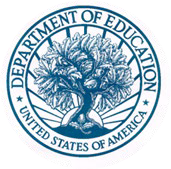 DEPARTMENT OF EDUCATION
UNITED STATES OF AMERICA